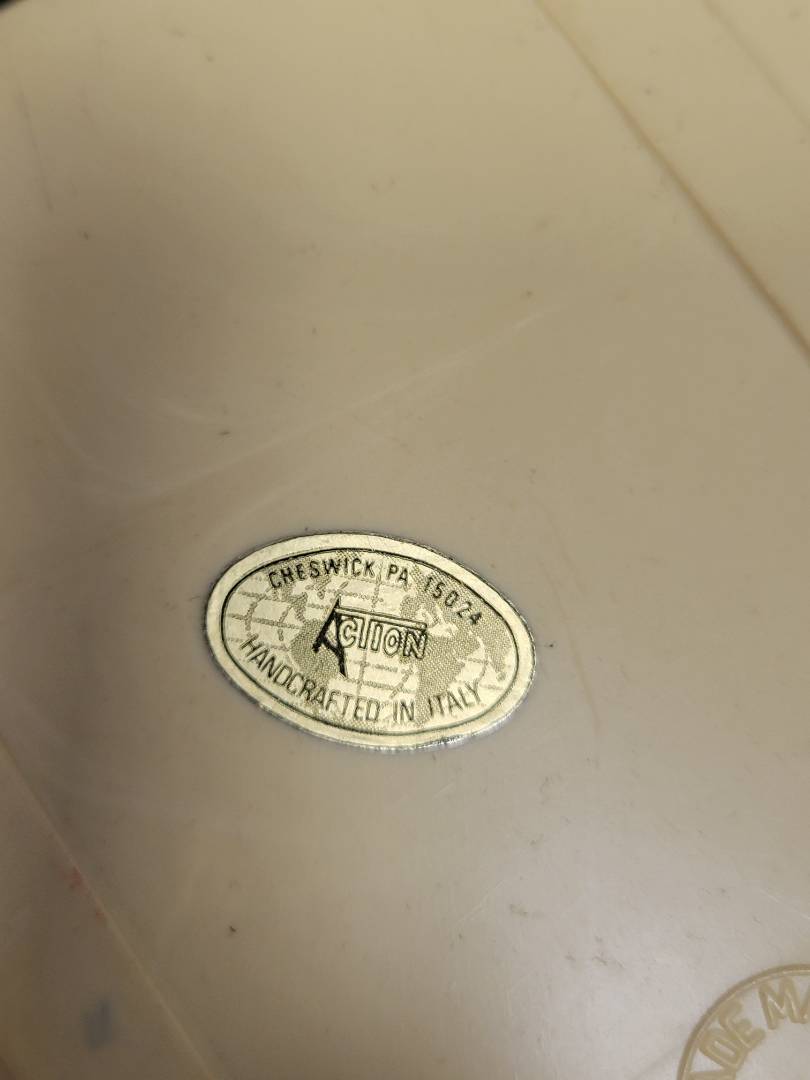 CHESWICK PA 15024
ACTION
HANDCRAFTED IN ITALY